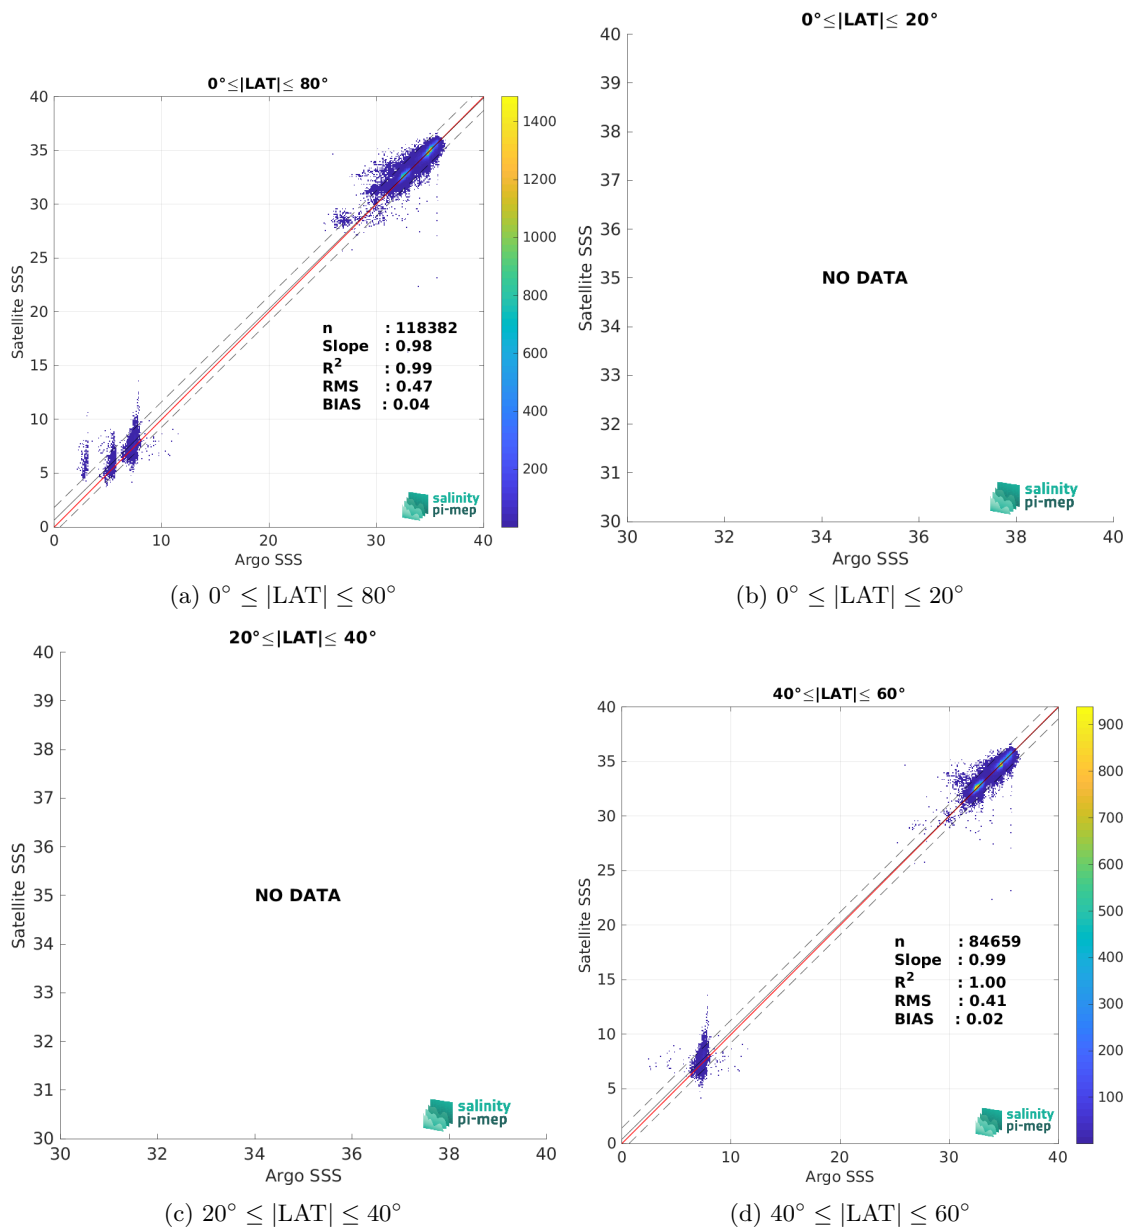 0°≤|LAT|≤ 80°
40
35
30
25
20
15
10
5
0
0
10
20
30
40
Satellite SSS
Argo SSS
n : 118382
Slope : 0.98
R² : 0.99
RMS : 0.47
BIAS : 0.04
1400
1200
1000
800
600
400
200
salinity
pi-mep
(a) 0° ≤ |LAT| ≤ 80°
0°≤|LAT|≤ 20°
40
39
38
37
36
35
34
33
32
31
30
30
32
34
36
38
40
Satellite SSS
Argo SSS
NO DATA
salinity
pi-mep
(b) 0° ≤ |LAT| ≤ 20°
20°≤|LAT|≤ 40°
40
39
38
37
36
35
34
33
32
31
30
30
32
34
36
38
40
Satellite SSS
Argo SSS
NO DATA
salinity
pi-mep
(c) 20° ≤ |LAT| ≤ 40°
40°≤|LAT|≤ 60°
40
35
30
25
20
15
10
5
0
0
10
20
30
40
Satellite SSS
Argo SSS
n : 84659
Slope : 0.99
R² : 1.00
RMS : 0.41
BIAS : 0.02
900
800
700
600
500
400
300
200
100
salinity
pi-mep
(d) 40° ≤ |LAT| ≤ 60°